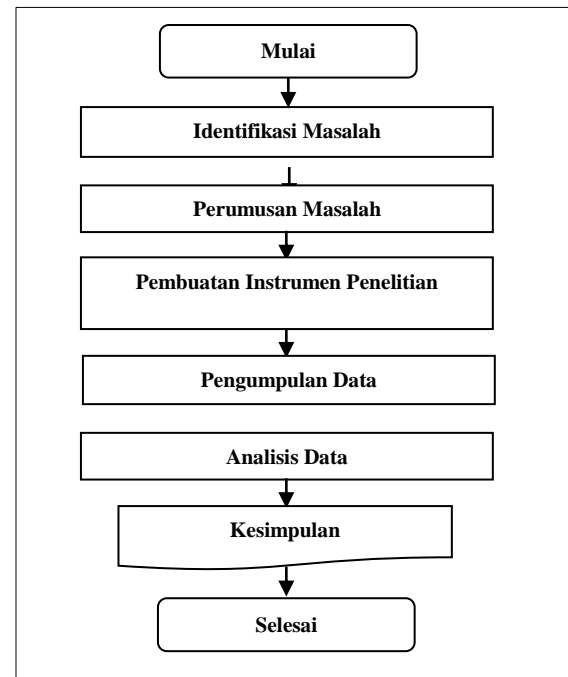 Mulai
Identifikasi Masalah
Perumusan Masalah
Pembuatan Instrumen Penelitian
Pengumpulan Data
Analisis Data
Kesimpulan
Selesai